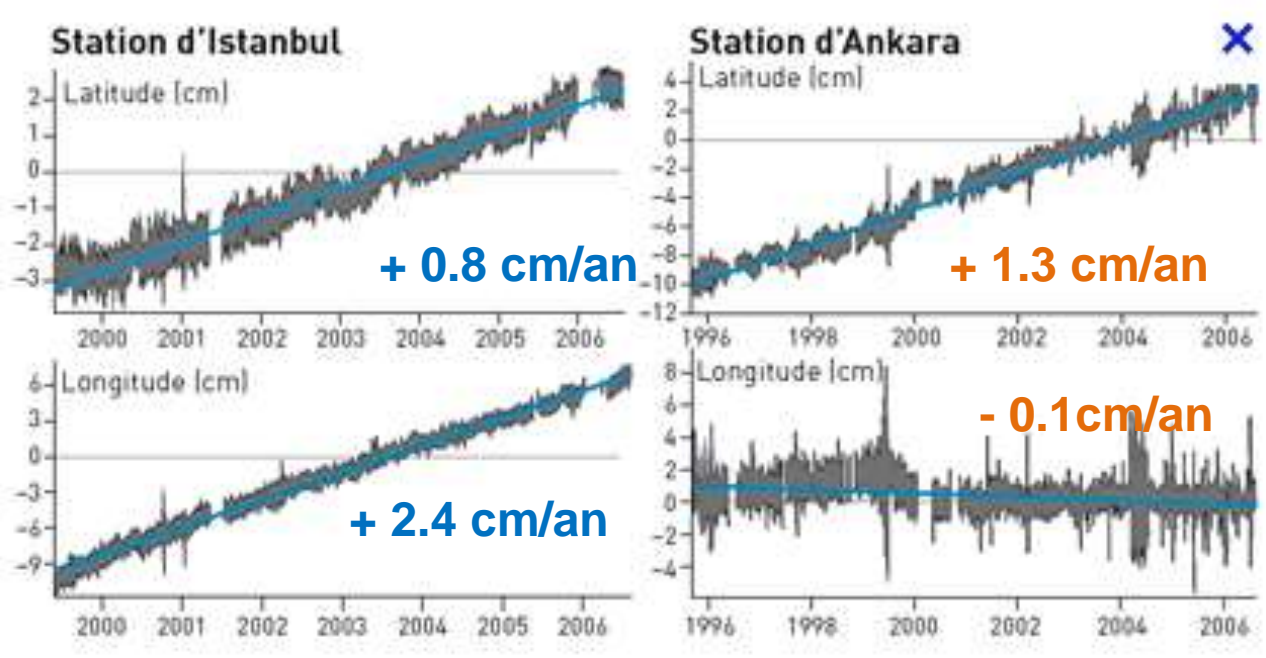 Station d'Istanbul
Latitude (cm)
2
1
0
-1
-2
-3
+ 0.8 cm/an
2000 2001 2002 2003 2004 2005 2006
Longitude (cm)
6
3
0
-3
-6
-9
+ 2.4 cm/an
2000 2001 2002 2003 2004 2005 2006
Station d'Ankara
Latitude (cm)
4
2
0
-2
-4
-6
-8
-10
-12
+ 1.3 cm/an
1996 1998 2000 2002 2004 2006
Longitude (cm)
8
6
4
2
0
-2
-4
- 0.1cm/an
1996 1998 2000 2002 2004 2006